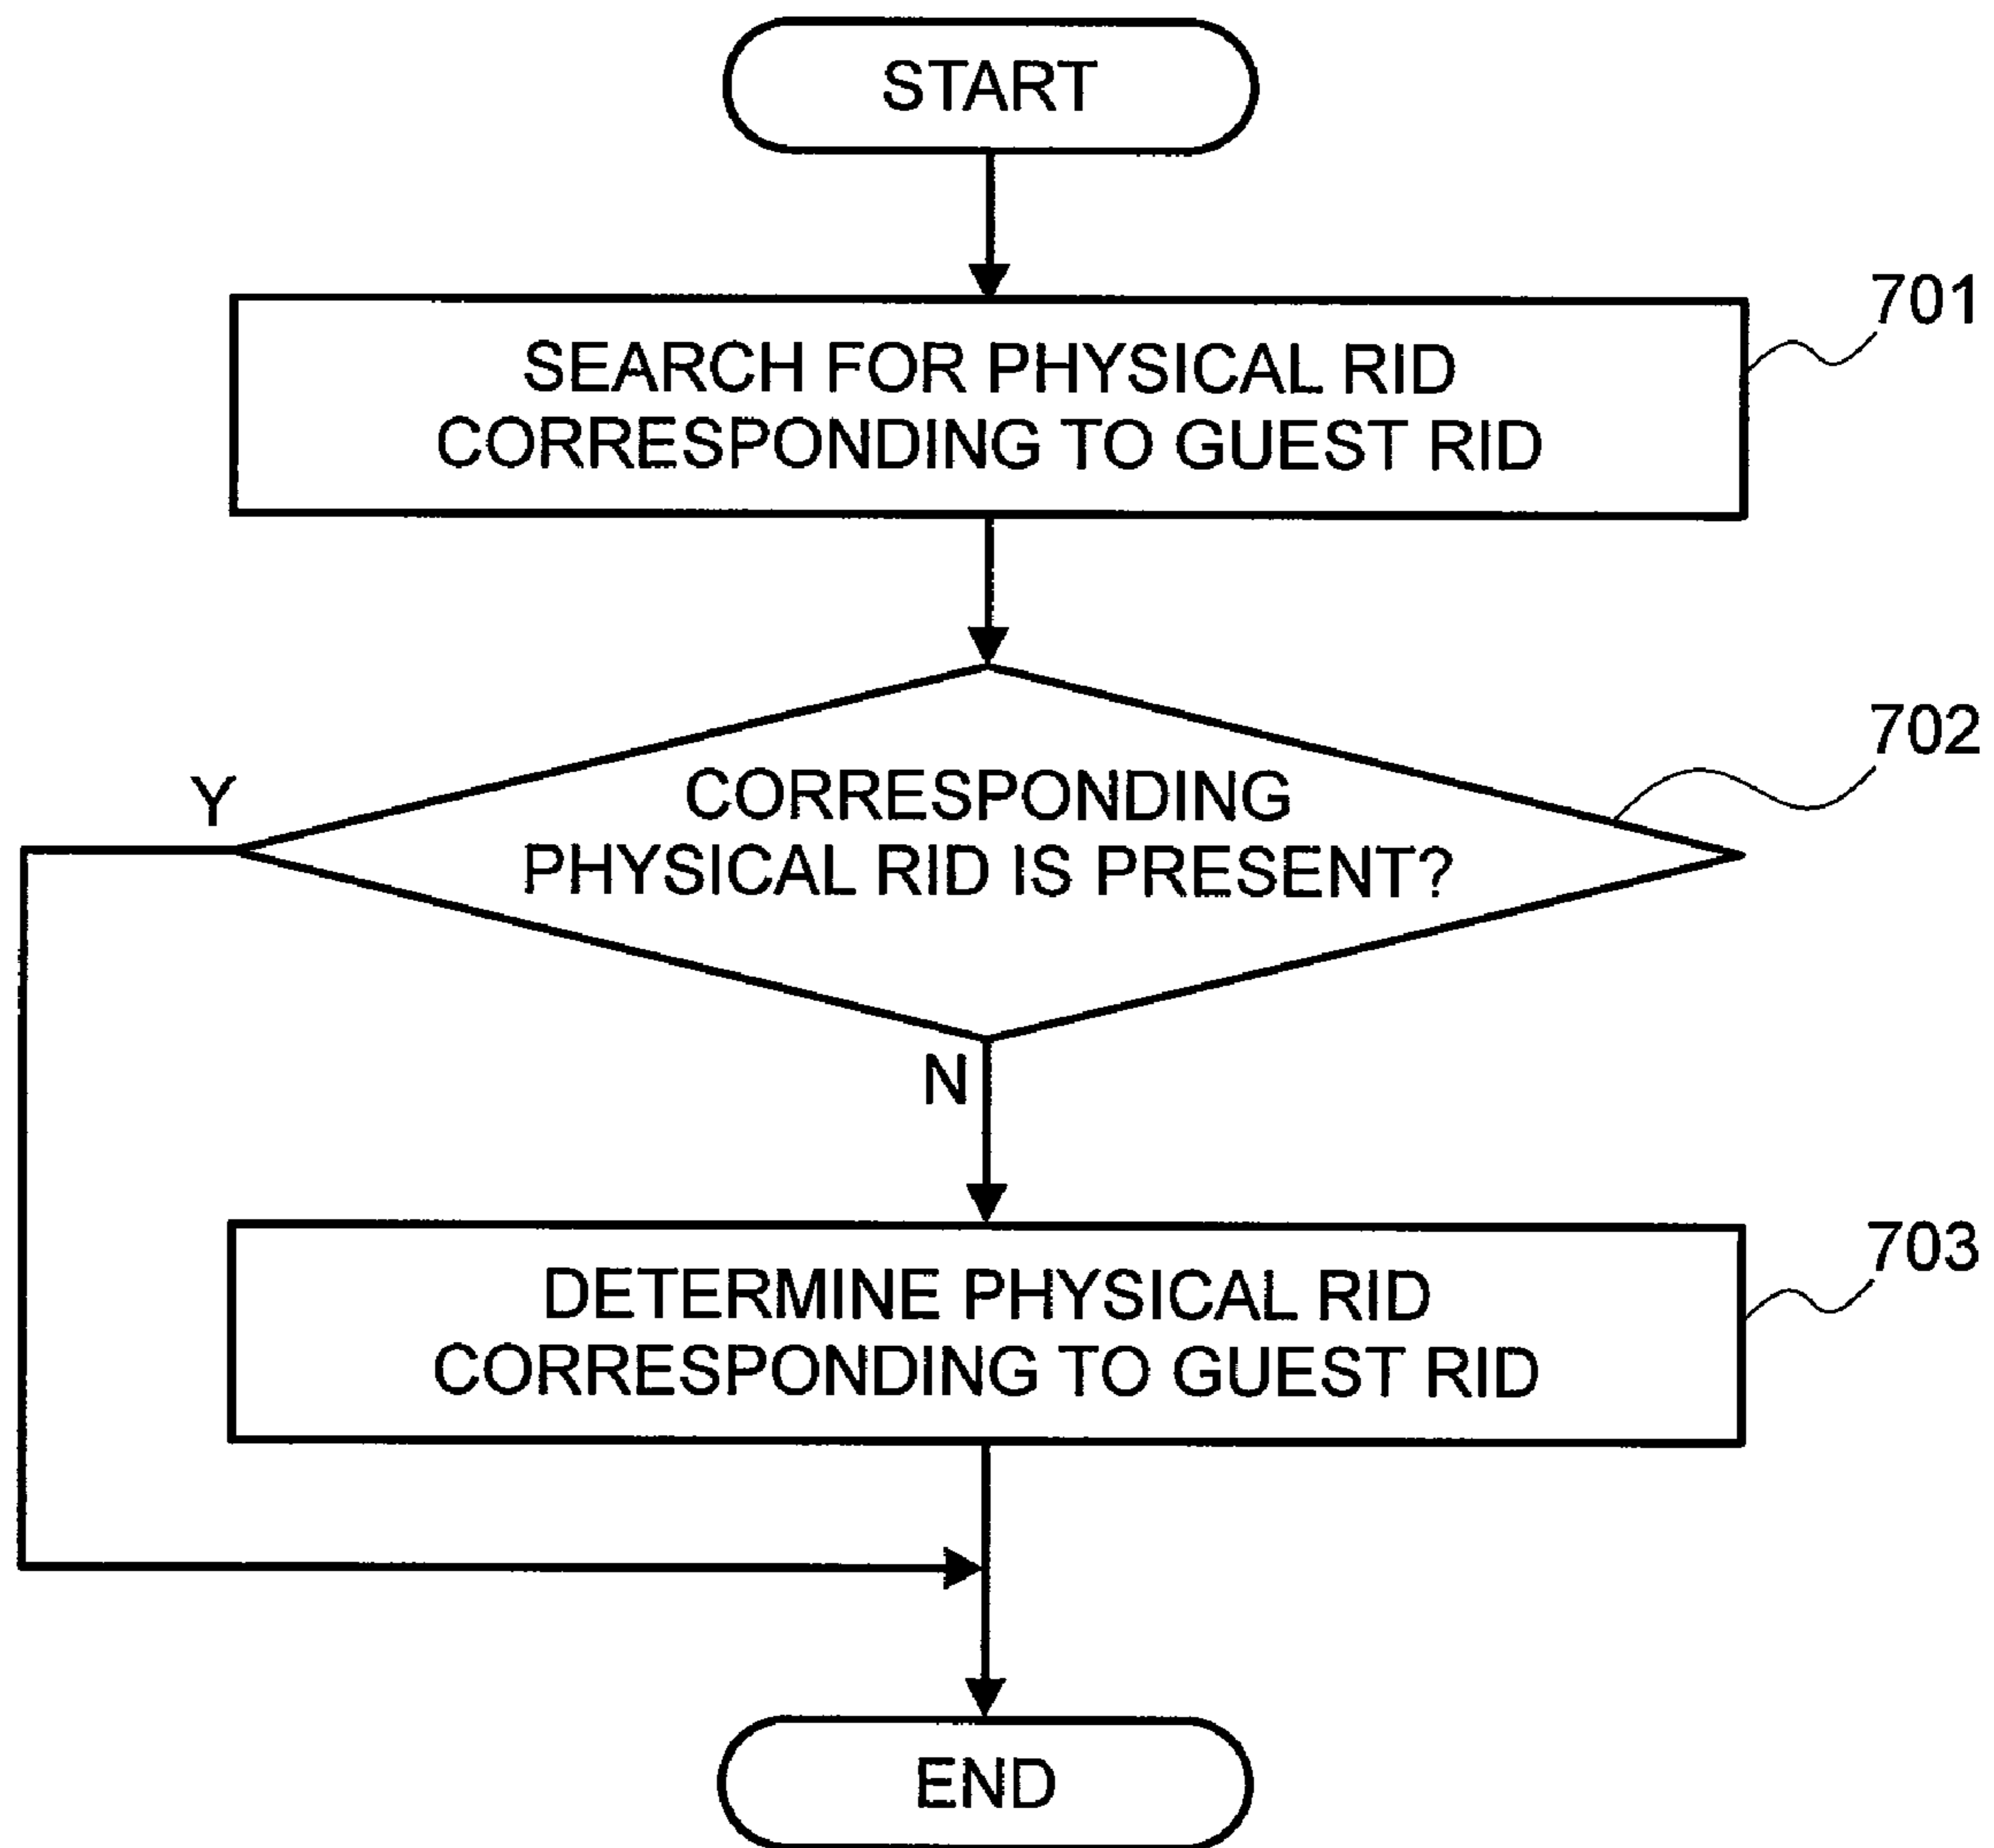 START
701
SEARCH FOR PHYSICAL RID
CORRESPONDING TO GUEST RID
702
Y
CORRESPONDING
PHYSICAL RID IS PRESENT?
N
703
DETERMINE PHYSICAL RID
CORRESPONDING TO GUEST RID
END